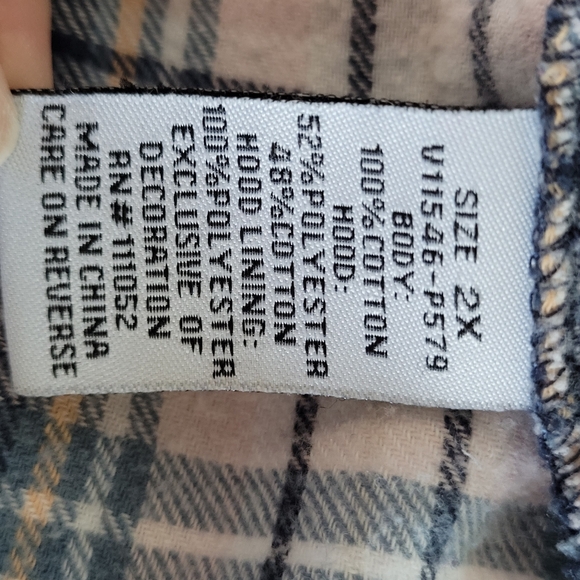 SIZE 2X
V11546-P579
BODY:
100%COTTON
HOOD:
52%POLYESTER
48%COTTON
HOOD LINING:
100%POLYESTER
EXCLUSIVE OF
DECORATION
RN# 111052
MADE IN CHINA
CARE ON REVERSE